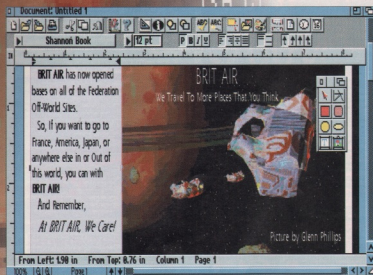 Document: Untitled 1
Shannon Book
12 pt
P B I U
BRIT AIR has now opened
bases on all of the Federation
Off-World Sites.
So, If you want to go to
France, America, Japan, or
anywhere else in or Out of
this world, you can with
BRIT AIR!
And Remember,
At BRIT AIR, We Care!
BRIT AIR
We Travel To More Places That You Think
Picture by Glenn Phillips
From Left: 1.98 in From Top: 8.76 in Column 1 Page 1
100% Page 1